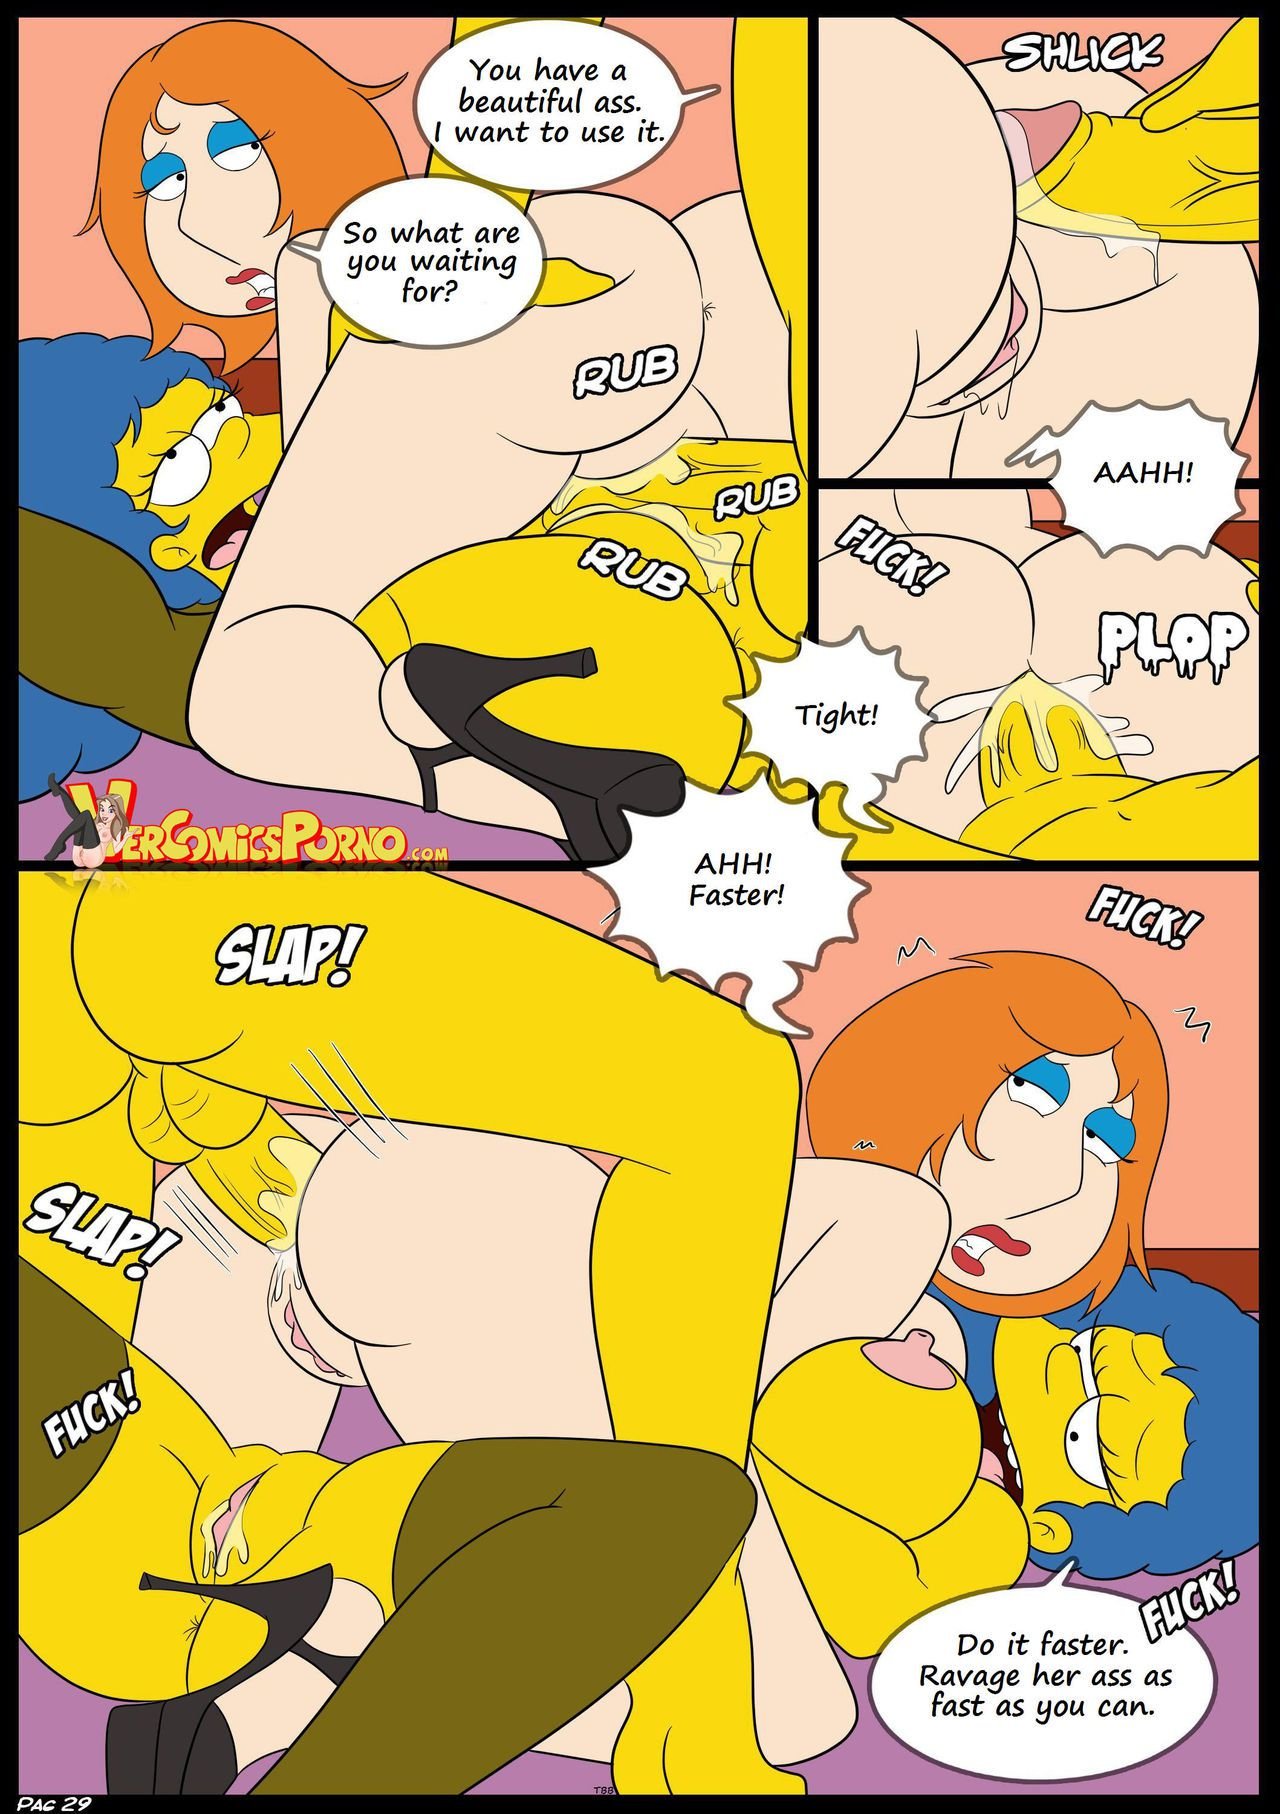 You have a
beautiful ass.
I want to use it.
So what are
you waiting
for?
RUB
RUB
RUB
SHLICK
AAHH!
FUCK!
PLOP
Tight!
VERCOMICSPORNO.COM
AHH!
Faster!
SLAP!
FUCK!
SLAP!
FUCK!
FUCK!
Do it faster.
Ravage her ass as
fast as you can.
TBB
PAG 29